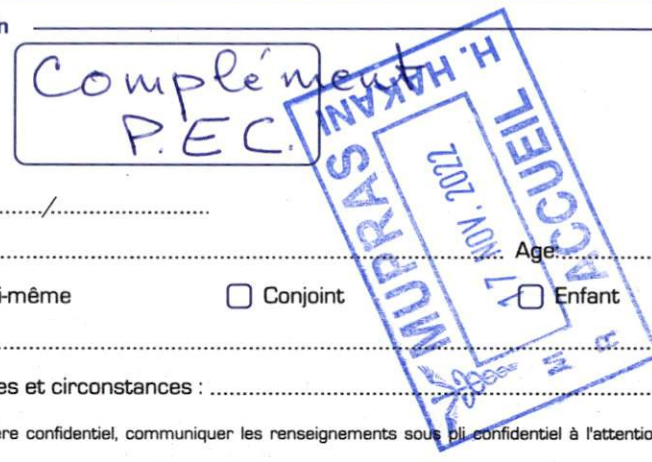 n
Complément
P.E.C.
H. HAKANI
MUPRAS
17 NOV. 2022
ACCUEIL
....../..............................
Age:
i-même Conjoint Enfant
es et circonstances :
ère confidentiel, communiquer les renseignements sous pli confidentiel à l'attentio